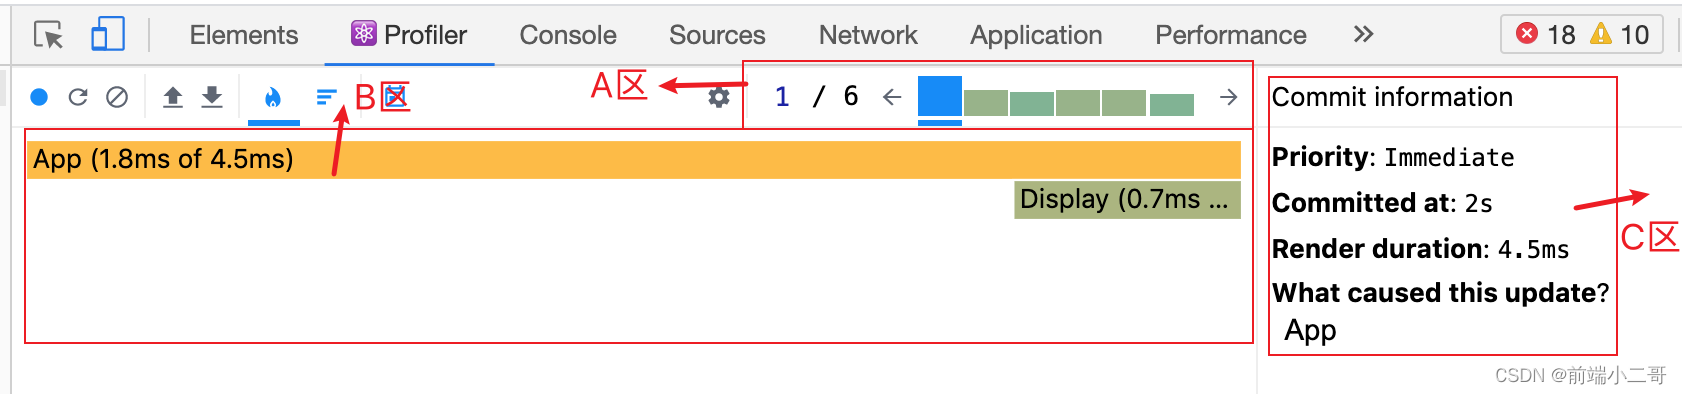 Elements Profiler Console Sources Network Application Performance 18 10
B区 A区 1 / 6
Commit information
App (1.8ms of 4.5ms)
Priority: Immediate
Display (0.7ms ...
Committed at: 2s
C区
Render duration: 4.5ms
What caused this update?
App
CSDN @前端小二哥